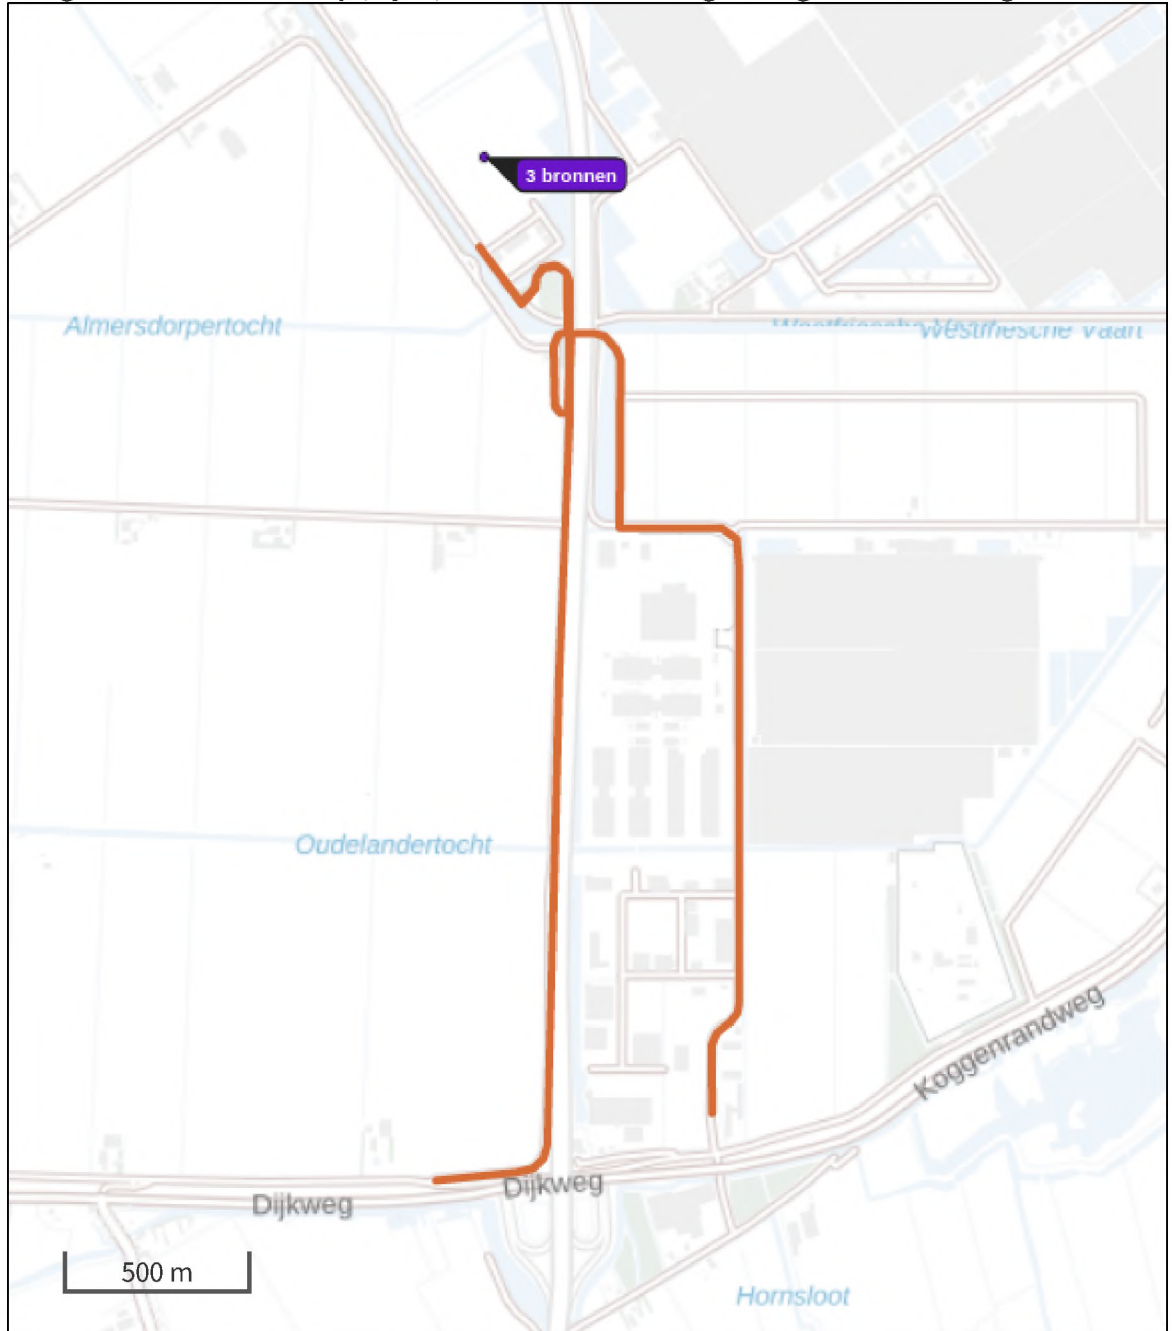 3 bronnen
Almersdorpertocht
Westfriesche Vaart
Oudelandertocht
Koggenrandweg
Dijkweg
Dijkweg
500 m
Hornsloot